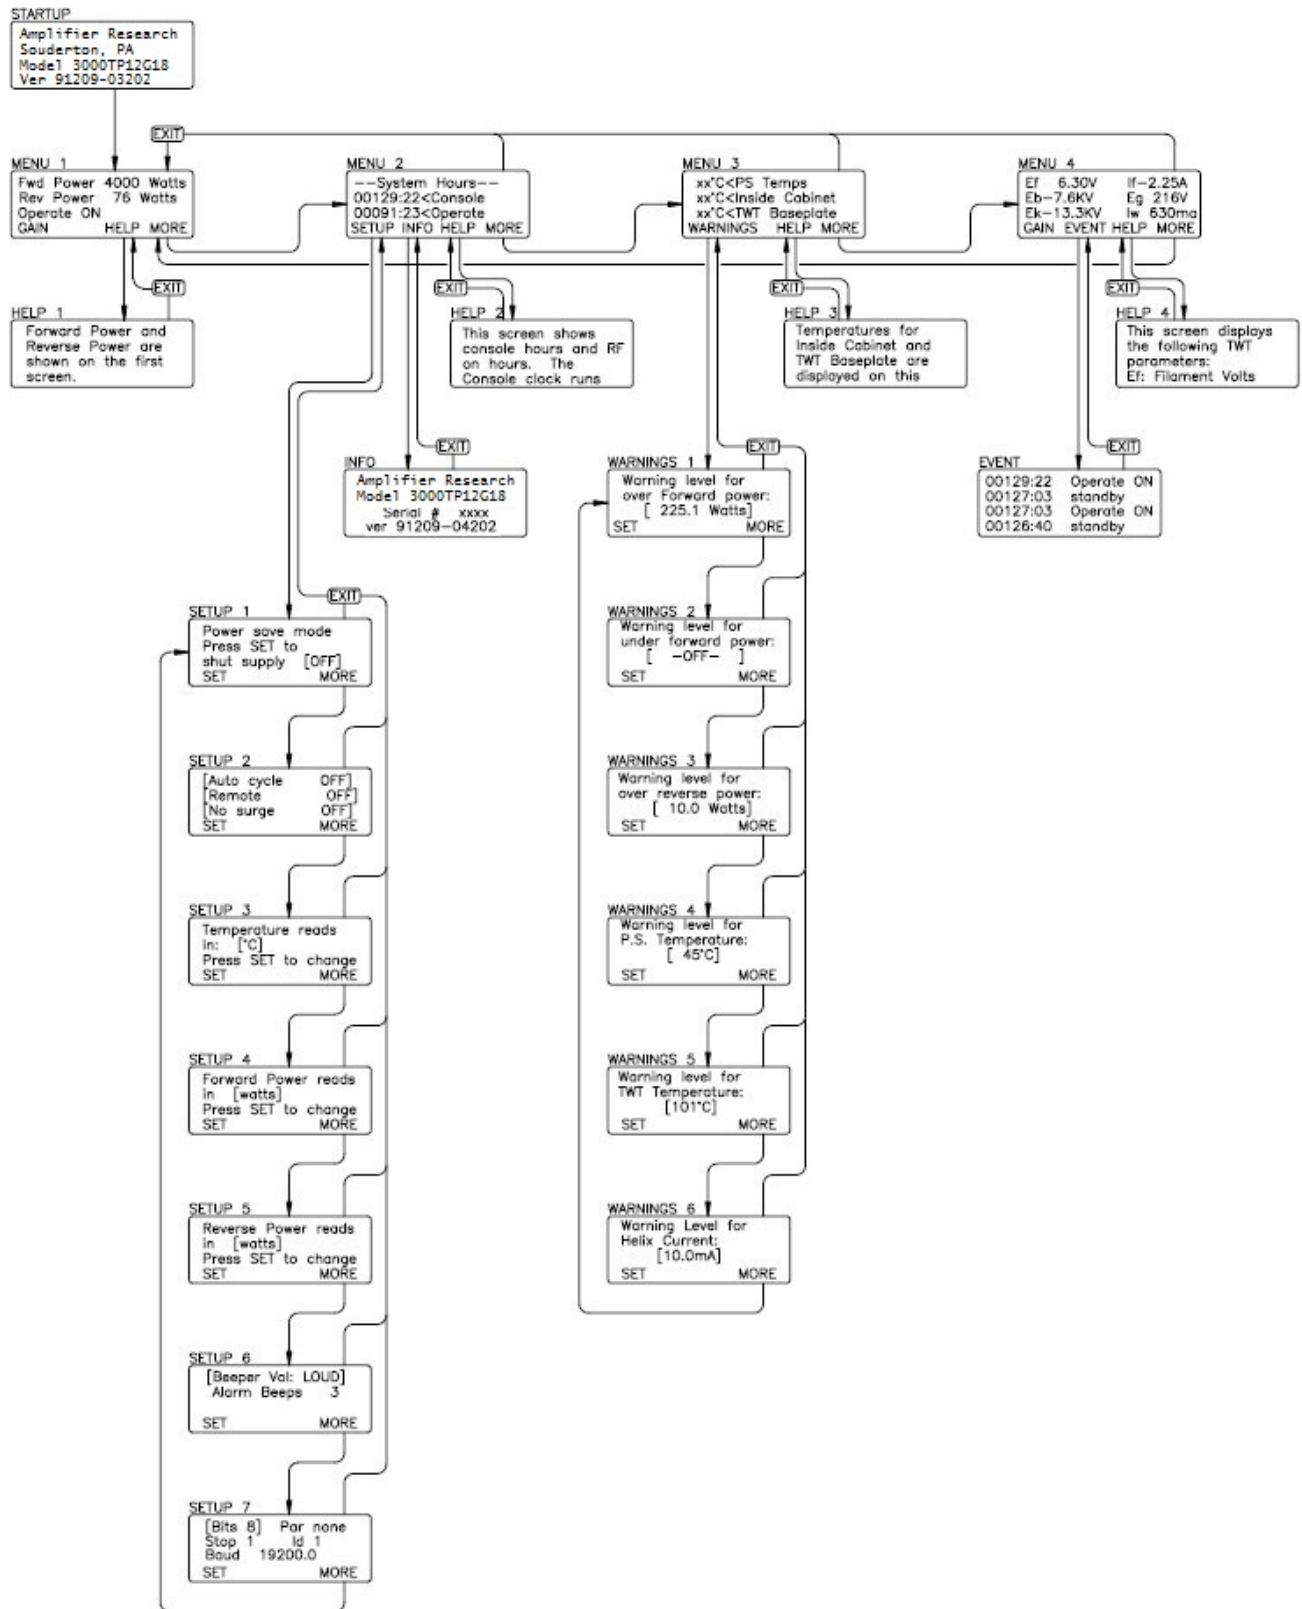 STARTUP
Amplifier Research
Souderton, PA
Model 3000TP12G18
Ver 91209-03202
EXIT
MENU 1
Fwd Power 4000 Watts
Rev Power 76 Watts
Operate ON
GAIN HELP MORE
MENU 2
--System Hours--
00129:22<Console
00091:23<Operate
SETUP INFO HELP MORE
MENU 3
xx°C<PS Temps
xx°C<Inside Cabinet
xx°C<TWT Baseplate
WARNINGS HELP MORE
MENU 4
Ef 6.30V If-2.25A
Eb-7.6KV Eg 216V
Ek-13.3KV Iw 630ma
GAIN EVENT HELP MORE
EXIT
EXIT
EXIT
EXIT
HELP 1
Forward Power and
Reverse Power are
shown on the first
screen.
HELP 2
This screen shows
console hours and RF
on hours. The
Console clock runs
HELP 3
Temperatures for
Inside Cabinet and
TWT Baseplate are
displayed on this
HELP 4
This screen displays
the following TWT
parameters:
Ef: Filament Volts
EXIT
EXIT
EXIT
INFO
Amplifier Research
Model 3000TP12G18
Serial # xxxx
ver 91209-04202
WARNINGS 1
Warning level for
over Forward power:
[ 225.1 Watts]
SET MORE
EVENT
00129:22 Operate ON
00127:03 standby
00127:03 Operate ON
00126:40 standby
EXIT
SETUP 1
Power save mode
Press SET to
shut supply [OFF]
SET MORE
WARNINGS 2
Warning level for
under forward power:
[ -OFF- ]
SET MORE
SETUP 2
[Auto cycle OFF]
[Remote OFF]
[No surge OFF]
SET MORE
WARNINGS 3
Warning level for
over reverse power:
[ 10.0 Watts]
SET MORE
SETUP 3
Temperature reads
in: [°C]
Press SET to change
SET MORE
WARNINGS 4
Warning level for
P.S. Temperature:
[ 45°C]
SET MORE
SETUP 4
Forward Power reads
in [watts]
Press SET to change
SET MORE
WARNINGS 5
Warning level for
TWT Temperature:
[101°C]
SET MORE
SETUP 5
Reverse Power reads
in [watts]
Press SET to change
SET MORE
WARNINGS 6
Warning Level for
Helix Current:
[10.0mA]
SET MORE
SETUP 6
[Beeper Vol: LOUD]
Alarm Beeps 3
SET MORE
SETUP 7
[Bits 8] Par none
Stop 1 Id 1
Baud 19200.0
SET MORE